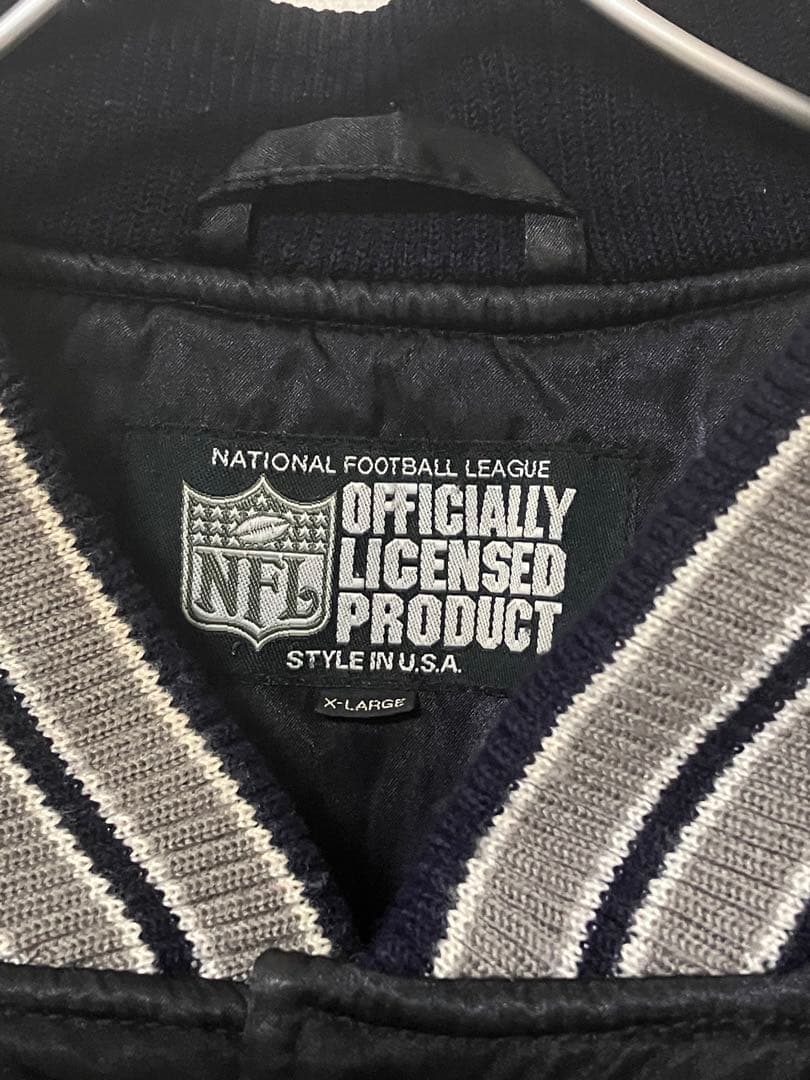 NATIONAL FOOTBALL LEAGUE
NFL
OFFICIALLY
LICENSED
PRODUCT
STYLE IN U.S.A.
X-LARGE